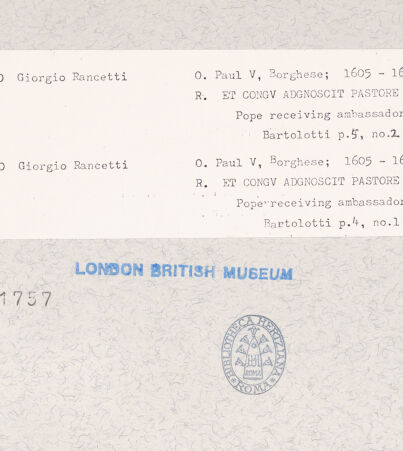 O Giorgio Rancetti O. Paul V, Borghese; 1605 - 16
R. ET CONGV ADGNOSCIT PASTORE
Pope receiving ambassador
Bartolotti p.5, no.2
O Giorgio Rancetti O. Paul V, Borghese; 1605 - 16
R. ET CONGV ADGNOSCIT PASTORE
Pope receiving ambassador
Bartolotti p.4, no.1
LONDON BRITISH MUSEUM
1757
BIBLIOTHECA HERTZIANA
ROMA
ROMA